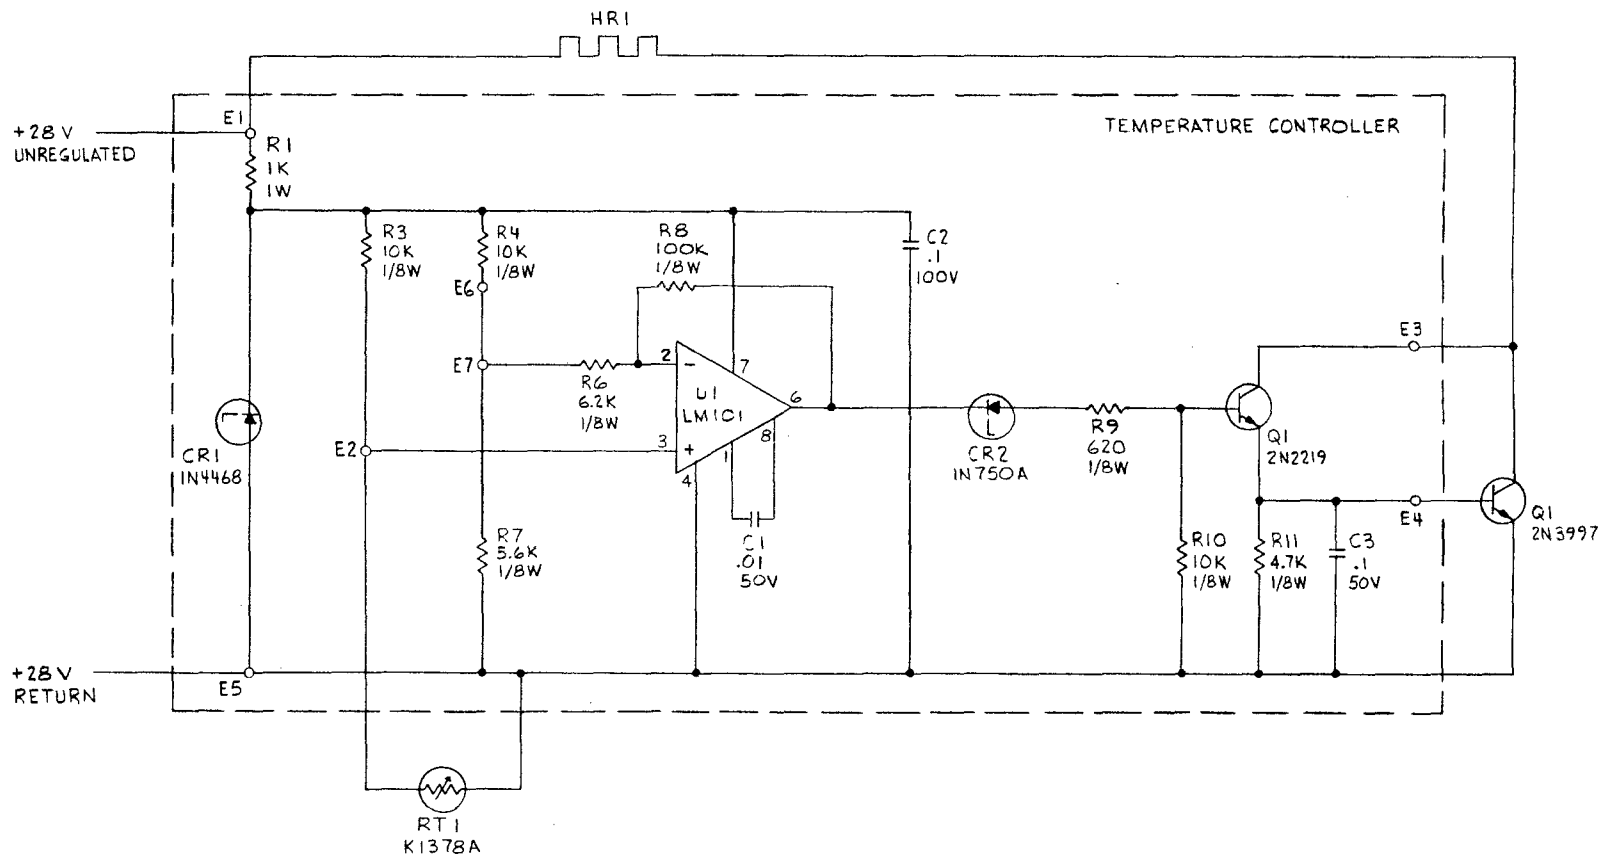 HR1
TEMPERATURE CONTROLLER
E1
+28 V
UNREGULATED
R1
1K
1W
R3
10K
1/8W
R4
10K
1/8W
E6
R8
100K
1/8W
C2
.1
100V
E7
R6
6.2K
1/8W
2
-
7
U1
LM101
6
8
3
+
1
4
E2
CR1
1N4468
C1
.01
50V
R7
5.6K
1/8W
CR2
1N750A
R9
620
1/8W
E3
Q1
2N2219
E4
Q1
2N3997
R10
10K
1/8W
R11
4.7K
1/8W
C3
.1
50V
+28 V
RETURN
E5
RT1
K1378A